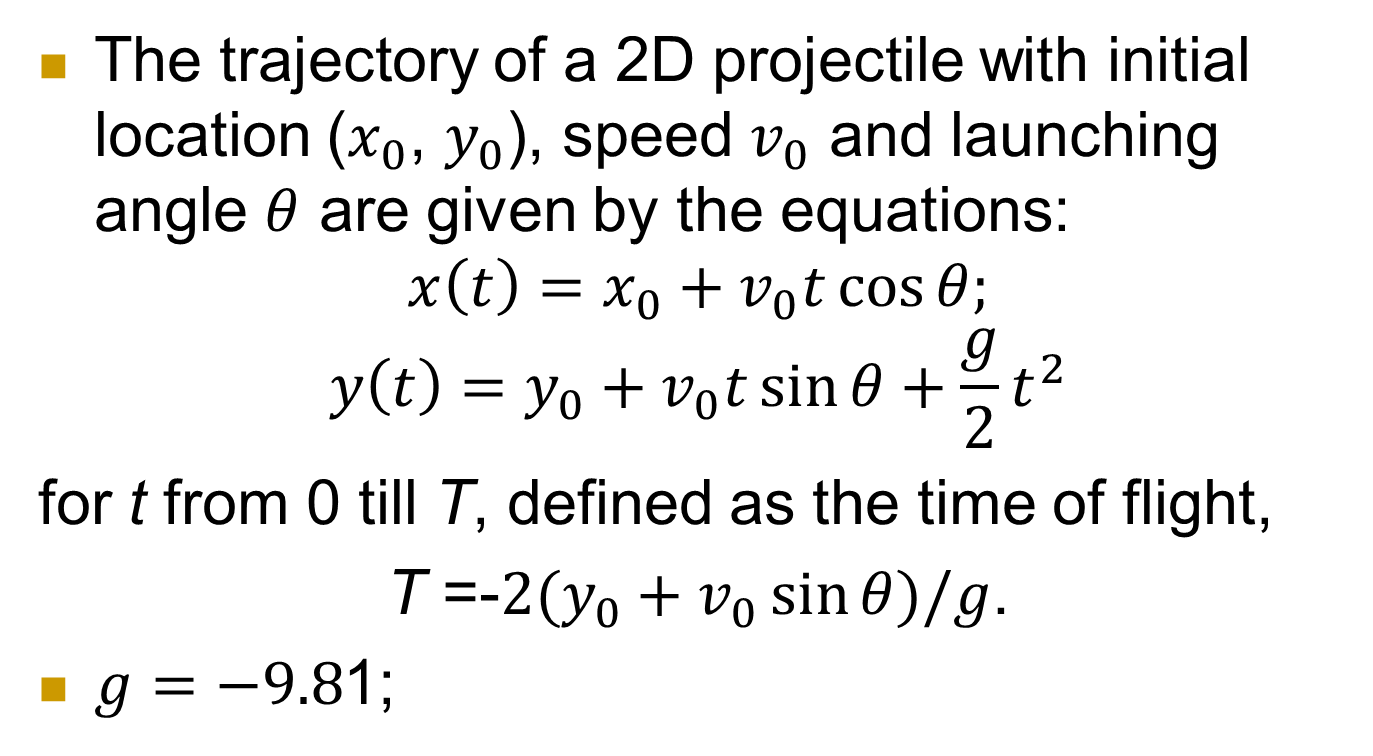 ■ The trajectory of a 2D projectile with initial
location (𝑥₀, 𝑦₀), speed 𝑣₀ and launching
angle 𝜃 are given by the equations:
𝑥(𝑡) = 𝑥₀ + 𝑣₀𝑡 cos 𝜃;
𝑦(𝑡) = 𝑦₀ + 𝑣₀𝑡 sin 𝜃 + 𝑔/2 𝑡²
for t from 0 till T, defined as the time of flight,
T =-2(𝑦₀ + 𝑣₀ sin 𝜃)/𝑔.
■ 𝑔 = −9.81;